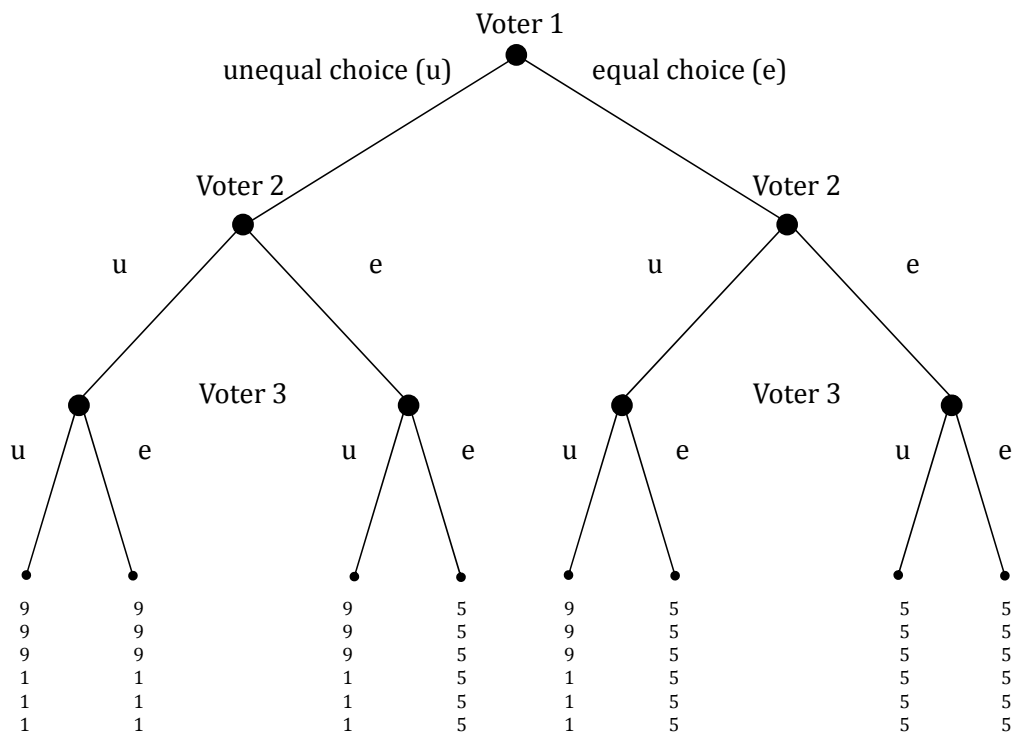 Voter 1
unequal choice (u) equal choice (e)
Voter 2 Voter 2
u e u e
Voter 3 Voter 3
u e u e u e u e
9 9 9 5 9 5 5 5
9 9 9 5 9 5 5 5
9 9 9 5 9 5 5 5
1 1 1 5 1 5 5 5
1 1 1 5 1 5 5 5
1 1 1 5 1 5 5 5